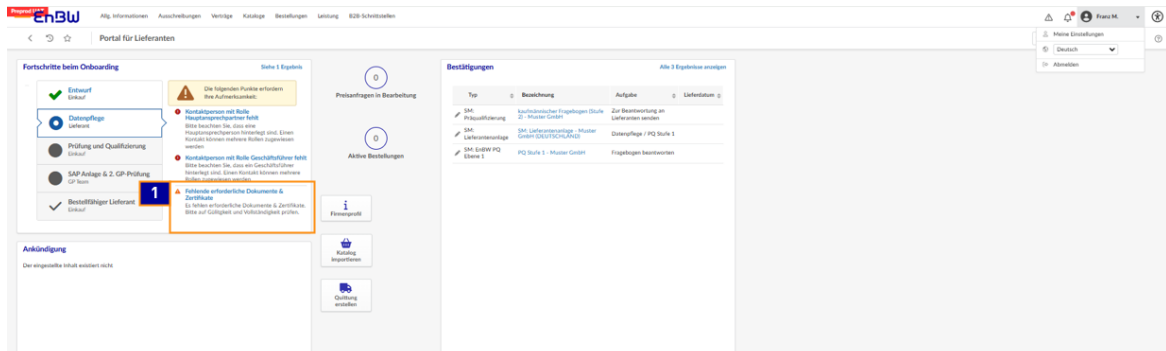 Preprod
EnBW
Allg. Informationen Ausschreibungen Verträge Kataloge Bestellungen Leistung B2B-Schnittstellen
Franz M.
Portal für Lieferanten
Meine Einstellungen
Deutsch
Abmelden
Fortschritte beim Onboarding
Siehe 1 Ergebnis
Entwurf
Einkauf
Datenpflege
Lieferant
Prüfung und Qualifizierung
Einkauf
SAP Anlage & 2. GP-Prüfung
GP Team
Bestellfähiger Lieferant
Einkauf
Die folgenden Punkte erfordern
Ihre Aufmerksamkeit:
Kontaktperson mit Rolle
Hauptansprechpartner fehlt
Bitte beachten Sie, dass eine
Hauptansprechperson hinterlegt sind. Einen
Kontakt können mehrere Rollen zugewiesen
werden
Kontaktperson mit Rolle Geschäftsführer fehlt
Bitte beachten Sie, dass ein Geschäftsführer
hinterlegt sind. Einen Kontakt können mehrere
Rollen zugewiesen werden
1
Fehlende erforderliche Dokumente &
Zertifikate
Es fehlen erforderliche Dokumente & Zertifikate.
Bitte auf Gültigkeit und Vollständigkeit prüfen.
Ankündigung
Der eingestellte Inhalt existiert nicht
0
Preisanfragen in Bearbeitung
0
Aktive Bestellungen
Firmenprofil
Katalog
importieren
Quittung
erstellen
Bestätigungen
Alle 3 Ergebnisse anzeigen
Typ Bezeichnung Aufgabe Lieferdatum
SM:
Präqualifizierung
kaufmännischer Fragebogen (Stufe
2) - Muster GmbH
Zur Beantwortung an
Lieferanten senden
SM:
Lieferantenanlage
SM: Lieferantenanlage - Muster
GmbH (DEUTSCHLAND)
Datenpflege / PQ Stufe 1
SM: EnBW PQ
Ebene 1
PQ Stufe 1 - Muster GmbH
Fragebogen beantworten